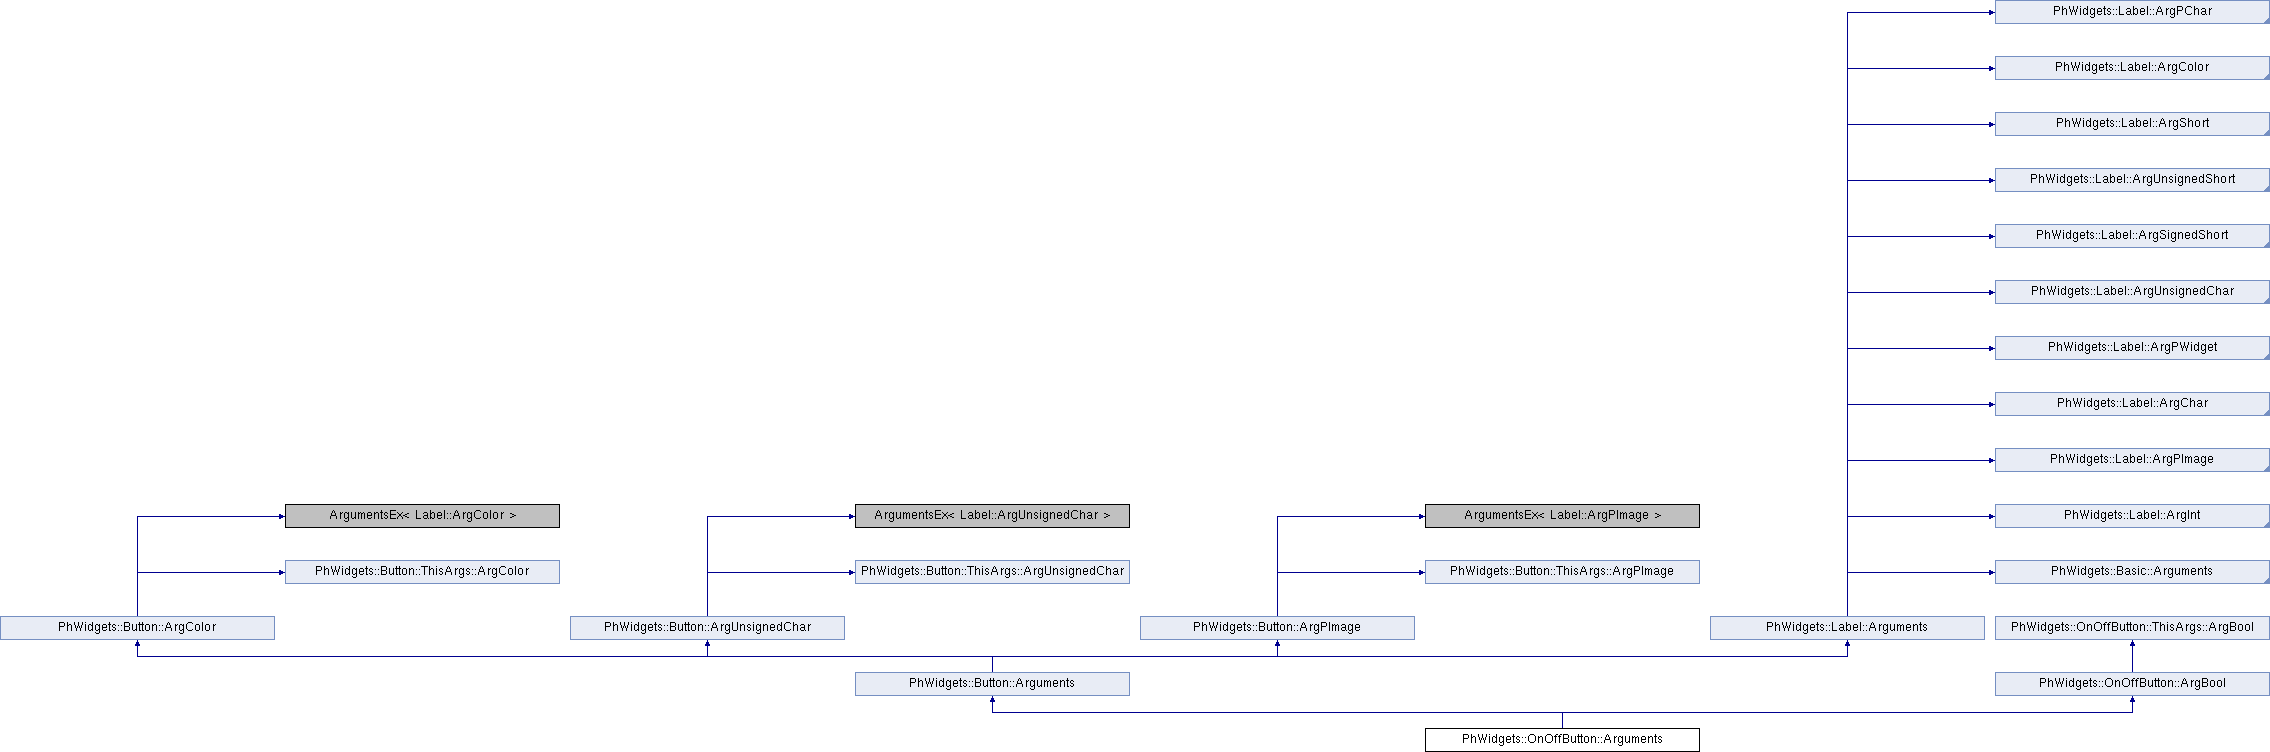 PhWidgets::Label::ArgPChar
PhWidgets::Label::ArgColor
PhWidgets::Label::ArgShort
PhWidgets::Label::ArgUnsignedShort
PhWidgets::Label::ArgSignedShort
PhWidgets::Label::ArgUnsignedChar
PhWidgets::Label::ArgPWidget
PhWidgets::Label::ArgChar
PhWidgets::Label::ArgPImage
ArgumentsEx< Label::ArgColor >
ArgumentsEx< Label::ArgUnsignedChar >
ArgumentsEx< Label::ArgPImage >
PhWidgets::Label::ArgInt
PhWidgets::Button::ThisArgs::ArgColor
PhWidgets::Button::ThisArgs::ArgUnsignedChar
PhWidgets::Button::ThisArgs::ArgPImage
PhWidgets::Basic::Arguments
PhWidgets::Button::ArgColor
PhWidgets::Button::ArgUnsignedChar
PhWidgets::Button::ArgPImage
PhWidgets::Label::Arguments
PhWidgets::OnOffButton::ThisArgs::ArgBool
PhWidgets::Button::Arguments
PhWidgets::OnOffButton::ArgBool
PhWidgets::OnOffButton::Arguments